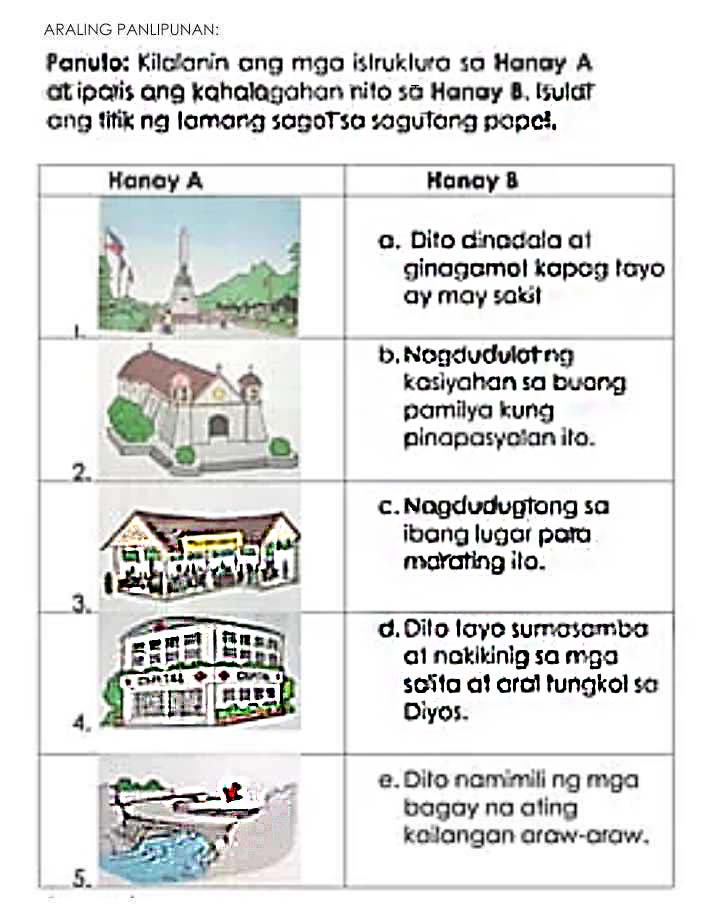 ARALING PANLIPUNAN:
Panuto: Kilalanin ang mga istruktura sa Hanay A
at iparis ang kahalagahan nito sa Hanay B. Isulat
ang titik ng tamang sagot sa sagutang papel.
Hanay A
Hanay B
1.
a. Dito dinadala at
ginagamot kapag tayo
ay may sakit
2.
b. Nagdudulot ng
kasiyahan sa buong
pamilya kung
pinapasyalan ito.
3.
c. Nagdudugtong sa
ibang lugar para
marating ito.
4.
d. Dito tayo sumasamba
at nakikinig sa mga
salita at aral tungkol sa
Diyos.
5.
e. Dito namimili ng mga
bagay na ating
kailangan araw-araw.